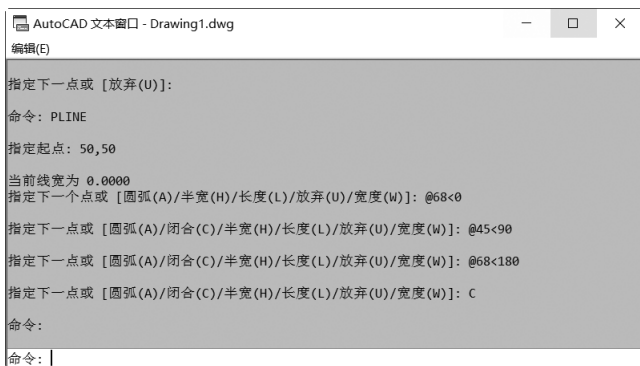 AutoCAD 文本窗口 - Drawing1.dwg
编辑(E)
指定下一点或 [放弃(U)]:
命令: PLINE
指定起点: 50,50
当前线宽为 0.0000
指定下一个点或 [圆弧(A)/半宽(H)/长度(L)/放弃(U)/宽度(W)]: @68<0
指定下一点或 [圆弧(A)/闭合(C)/半宽(H)/长度(L)/放弃(U)/宽度(W)]: @45<90
指定下一点或 [圆弧(A)/闭合(C)/半宽(H)/长度(L)/放弃(U)/宽度(W)]: @68<180
指定下一点或 [圆弧(A)/闭合(C)/半宽(H)/长度(L)/放弃(U)/宽度(W)]: C
命令:
命令: